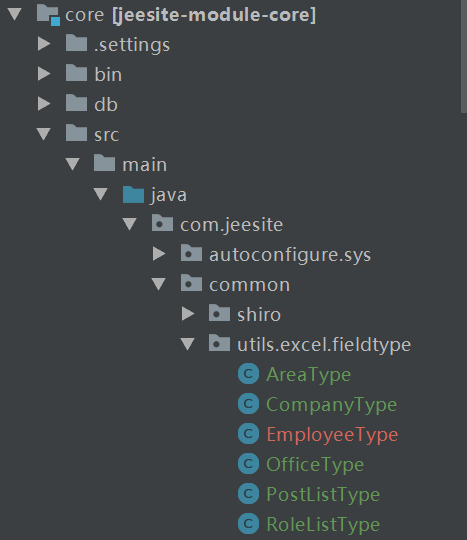 core [jeesite-module-core]
.settings
bin
db
src
main
java
com.jeesite
autoconfigure.sys
common
shiro
utils.excel.fieldtype
C AreaType
C CompanyType
C EmployeeType
C OfficeType
C PostListType
C RoleListType